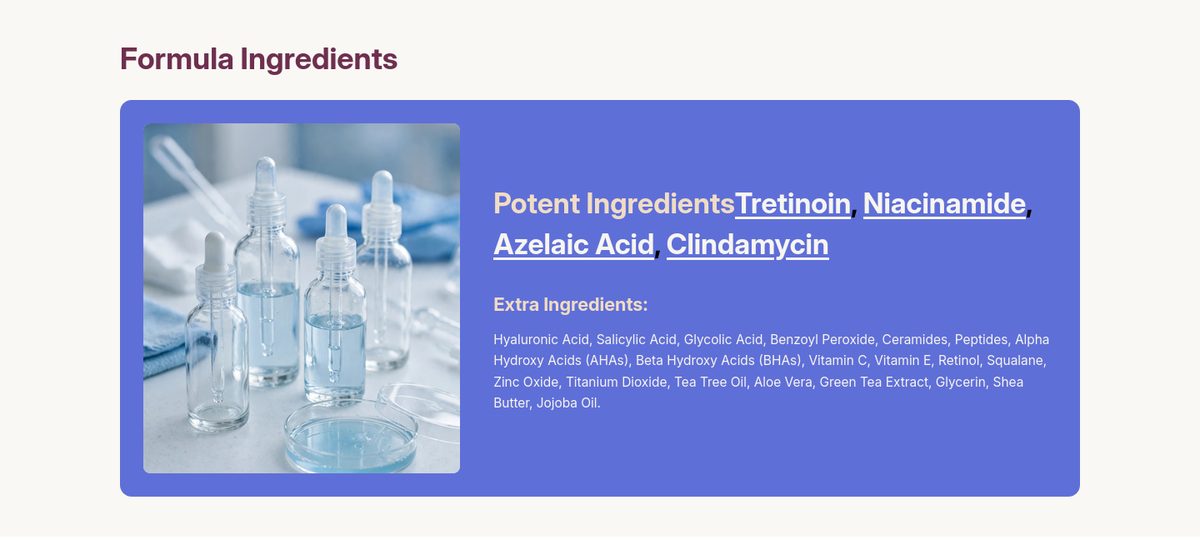 Formula Ingredients
Potent IngredientsTretinoin, Niacinamide,
Azelaic Acid, Clindamycin
Extra Ingredients:
Hyaluronic Acid, Salicylic Acid, Glycolic Acid, Benzoyl Peroxide, Ceramides, Peptides, Alpha
Hydroxy Acids (AHAs), Beta Hydroxy Acids (BHAs), Vitamin C, Vitamin E, Retinol, Squalane,
Zinc Oxide, Titanium Dioxide, Tea Tree Oil, Aloe Vera, Green Tea Extract, Glycerin, Shea
Butter, Jojoba Oil.